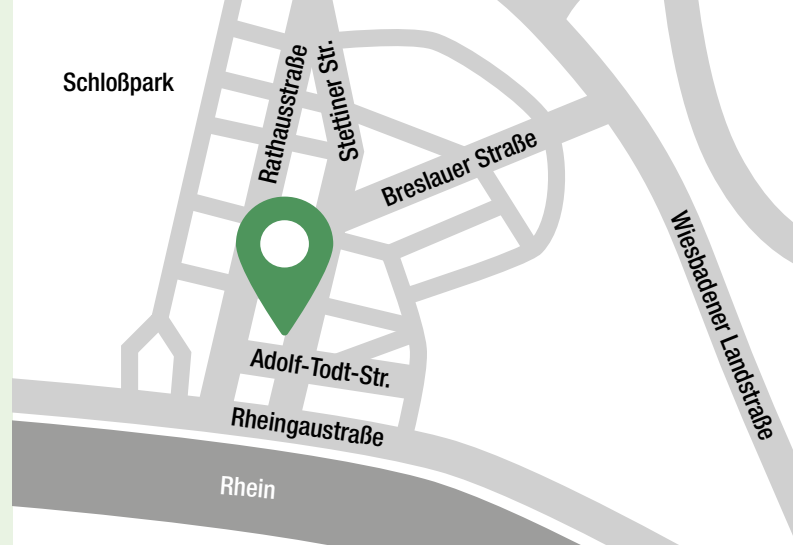 Schloßpark
Rathausstraße
Stettiner Str.
Breslauer Straße
Wiesbadener Landstraße
Adolf-Todt-Str.
Rheingaustraße
Rhein